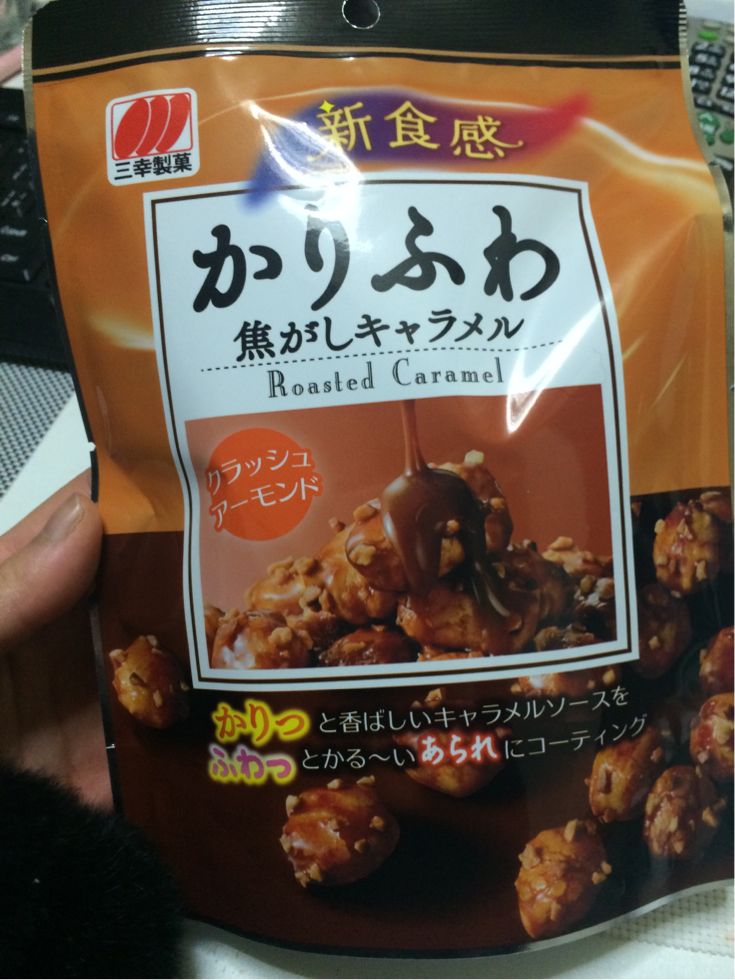 三幸製菓
新食感
かりふわ
焦がしキャラメル
Roasted Caramel
クラッシュ
アーモンド
かりっと香ばしいキャラメルソースを
ふわっとかる〜いあられにコーティング